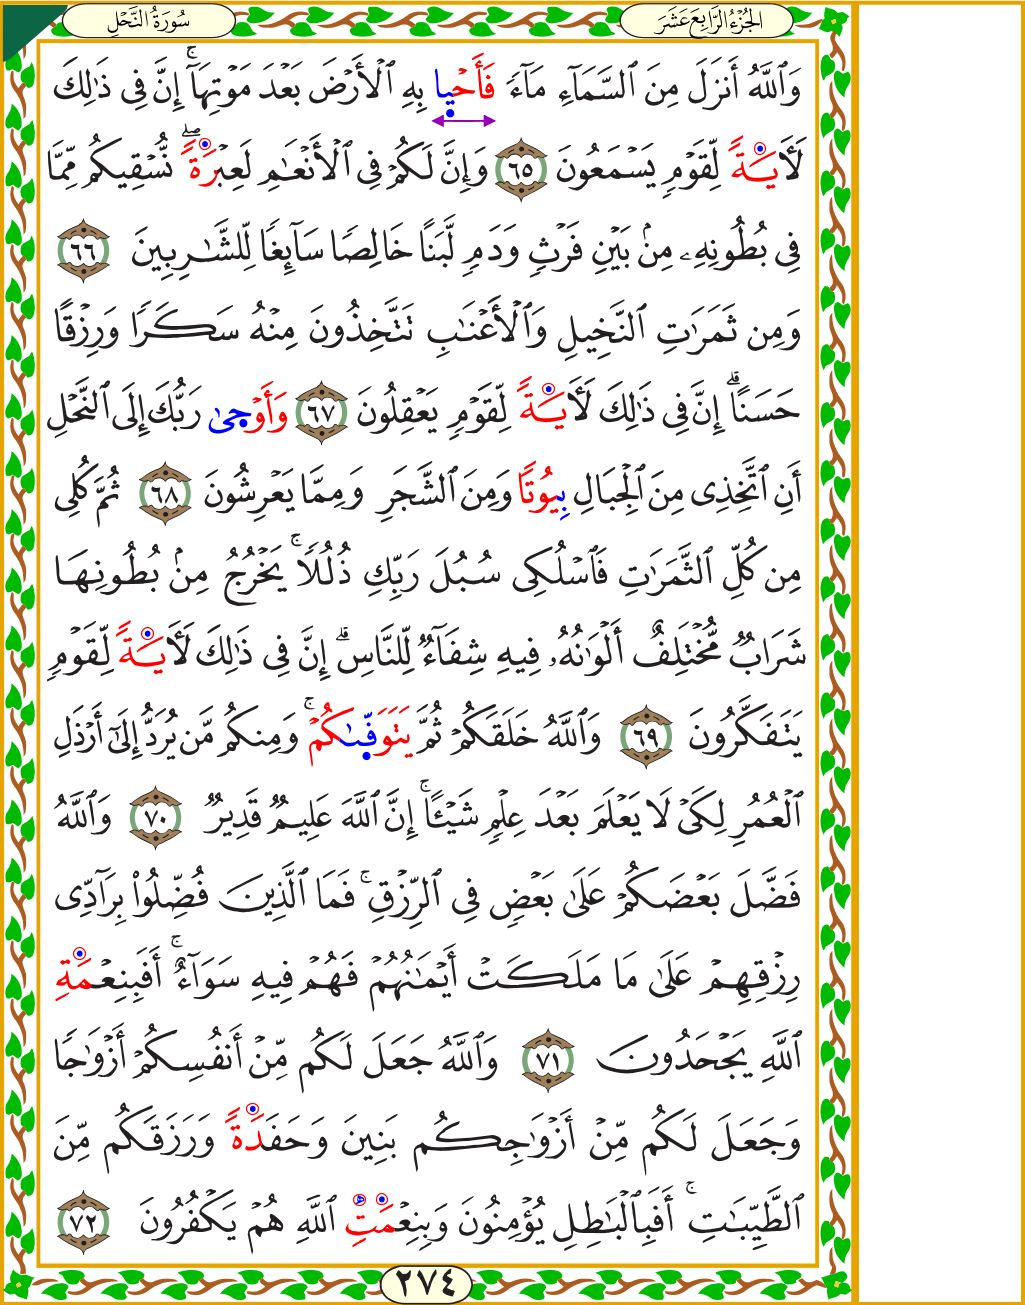 الجُزْءُ الرَّابِعَ عَشَرَ
سُورَةُ النَّحْلِ
وَٱللَّهُ أَنزَلَ مِنَ ٱلسَّمَآءِ مَآءً فَأَحْيا بِهِ ٱلْأَرْضَ بَعْدَ مَوْتِهَآ ۚ إِنَّ فِى ذَٰلِكَ
لَأَيَةً لِّقَوْمٍ يَسْمَعُونَ ٦٥ وَإِنَّ لَكُمْ فِى ٱلْأَنْعَـٰمِ لَعِبْرَةً ۖ نُّسْقِيكُم مِّمَّا
فِى بُطُونِهِۦ مِنۢ بَيْنِ فَرْثٍ وَدَمٍ لَّبَنًا خَالِصًا سَآئِغًا لِّلشَّـٰرِبِينَ ٦٦
وَمِن ثَمَرَٰتِ ٱلنَّخِيلِ وَٱلْأَعْنَـٰبِ تَتَّخِذُونَ مِنْهُ سَكَرًا وَرِزْقًا
حَسَنًا ۗ إِنَّ فِى ذَٰلِكَ لَأَيَةً لِّقَوْمٍ يَعْقِلُونَ ٦٧ وَأَوْحىٰ رَبُّكَ إِلَى ٱلنَّحْلِ
أَنِ ٱتَّخِذِى مِنَ ٱلْجِبَالِ بِيُوتًا وَمِنَ ٱلشَّجَرِ وَمِمَّا يَعْرِشُونَ ٦٨ ثُمَّ كُلِى
مِن كُلِّ ٱلثَّمَرَٰتِ فَٱسْلُكِى سُبُلَ رَبِّكِ ذُلُلًا ۚ يَخْرُجُ مِنۢ بُطُونِهَا
شَرَابٌ مُّخْتَلِفٌ أَلْوَٰنُهُۥ فِيهِ شِفَآءٌ لِّلنَّاسِ ۗ إِنَّ فِى ذَٰلِكَ لَأَيَةً لِّقَوْمٍ
يَتَفَكَّرُونَ ٦٩ وَٱللَّهُ خَلَقَكُمْ ثُمَّ يَتَوَفّىٰكُمْ ۚ وَمِنكُم مَّن يُرَدُّ إِلَىٰٓ أَرْذَلِ
ٱلْعُمُرِ لِكَىْ لَا يَعْلَمَ بَعْدَ عِلْمٍ شَيْـًٔا ۚ إِنَّ ٱللَّهَ عَلِيمٌ قَدِيرٌ ٧٠ وَٱللَّهُ
فَضَّلَ بَعْضَكُمْ عَلَىٰ بَعْضٍ فِى ٱلرِّزْقِ ۚ فَمَا ٱلَّذِينَ فُضِّلُوا۟ بِرَآدِّى
رِزْقِهِمْ عَلَىٰ مَا مَلَكَتْ أَيْمَـٰنُهُمْ فَهُمْ فِيهِ سَوَآءٌ ۚ أَفَبِنِعْمَةِ
ٱللَّهِ يَجْحَدُونَ ٧١ وَٱللَّهُ جَعَلَ لَكُم مِّنْ أَنفُسِكُمْ أَزْوَٰجًا
وَجَعَلَ لَكُم مِّنْ أَزْوَٰجِكُم بَنِينَ وَحَفَدَةً وَرَزَقَكُم مِّنَ
ٱلطَّيِّبَـٰتِ ۚ أَفَبِٱلْبَـٰطِلِ يُؤْمِنُونَ وَبِنِعْمَتِ ٱللَّهِ هُمْ يَكْفُرُونَ ٧٢
٢٧٤